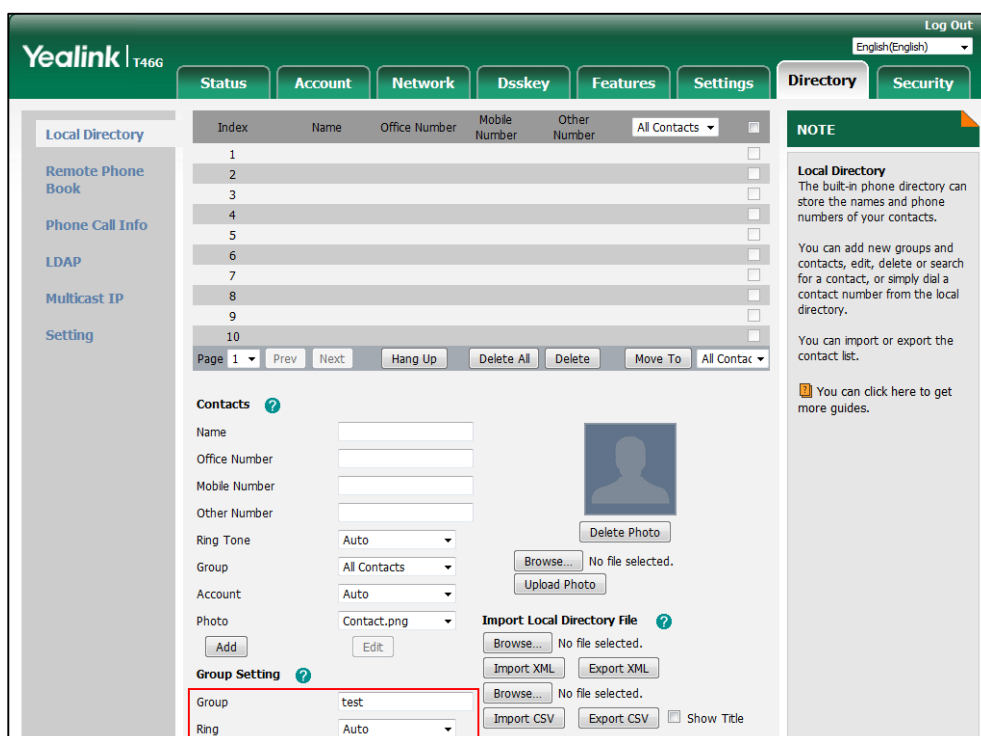 Log Out
Yealink T46G
English(English)
Status Account Network Dsskey Features Settings Directory Security
Local Directory
Remote Phone
Book
Phone Call Info
LDAP
Multicast IP
Setting
Index Name Office Number Mobile Number Other Number All Contacts
1
2
3
4
5
6
7
8
9
10
Page 1 Prev Next Hang Up Delete All Delete Move To All Contac
Contacts ?
Name
Office Number
Mobile Number
Other Number
Ring Tone Auto
Group All Contacts
Account Auto
Photo Contact.png
Add Edit
Group Setting ?
Group test
Ring Auto
Delete Photo
Browse... No file selected.
Upload Photo
Import Local Directory File ?
Browse... No file selected.
Import XML Export XML
Browse... No file selected.
Import CSV Export CSV Show Title
NOTE
Local Directory
The built-in phone directory can
store the names and phone
numbers of your contacts.
You can add new groups and
contacts, edit, delete or search
for a contact, or simply dial a
contact number from the local
directory.
You can import or export the
contact list.
? You can click here to get
more guides.